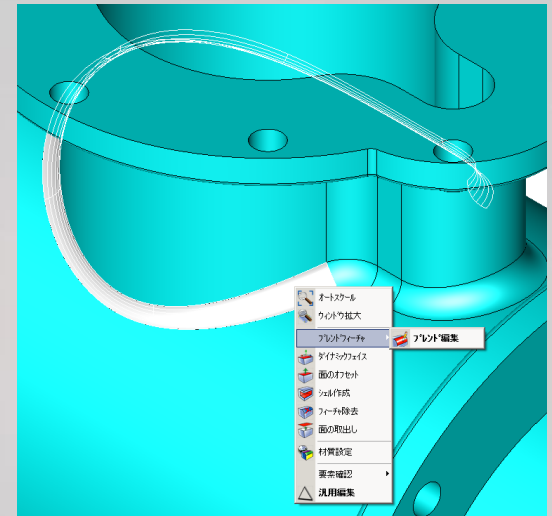 オートスケール
ウィンドウ拡大
ブレンドフィーチャ
ブレンド編集
ダイナミックフェイス
面のオフセット
シェル作成
フィーチャ除去
面の取出し
材質設定
要素確認
汎用編集